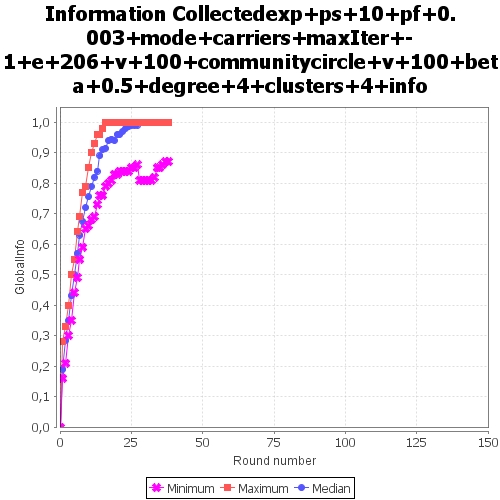 Information Collectedexp+ps+10+pf+0.
003+mode+carriers+maxIter+-
1+e+206+v+100+communitycircle+v+100+bet
a+0.5+degree+4+clusters+4+info
1,0
0,9
0,8
0,7
0,6
0,5
0,4
0,3
0,2
0,1
0,0
GlobalInfo
0 25 50 75 100 125 150
Round number
Minimum Maximum Median